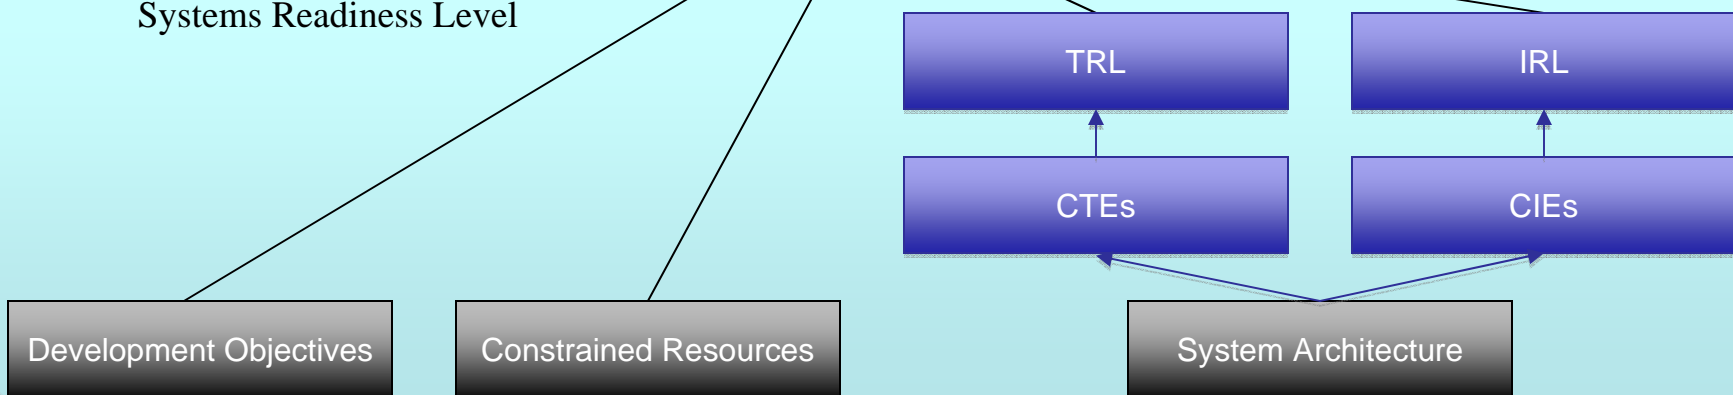 Systems Readiness Level
TRL
IRL
CTEs
CIEs
Development Objectives
Constrained Resources
System Architecture